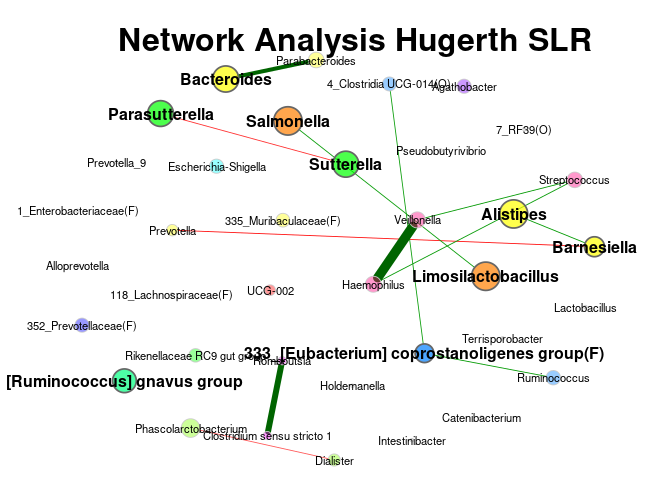 Network Analysis Hugerth SLR
Parabacteroides
Bacteroides
4_Clostridia UCG-014(O)
Agathobacter
Parasutterella
Salmonella
7_RF39(O)
Pseudobutyrivibrio
Prevotella_9
Escherichia-Shigella
Sutterella
Streptococcus
1_Enterobacteriaceae(F)
335_Muribaculaceae(F)
Veillonella
Alistipes
Prevotella
Barnesiella
Alloprevotella
Limosilactobacillus
Haemophilus
118_Lachnospiraceae(F)
UCG-002
Lactobacillus
352_Prevotellaceae(F)
Terrisporobacter
Rikenellaceae RC9 gut group
333_[Eubacterium] coprostanoligenes group(F)
Romboutsia
[Ruminococcus] gnavus group
Ruminococcus
Holdemanella
Catenibacterium
Phascolarctobacterium
Clostridium sensu stricto 1
Intestinibacter
Dialister